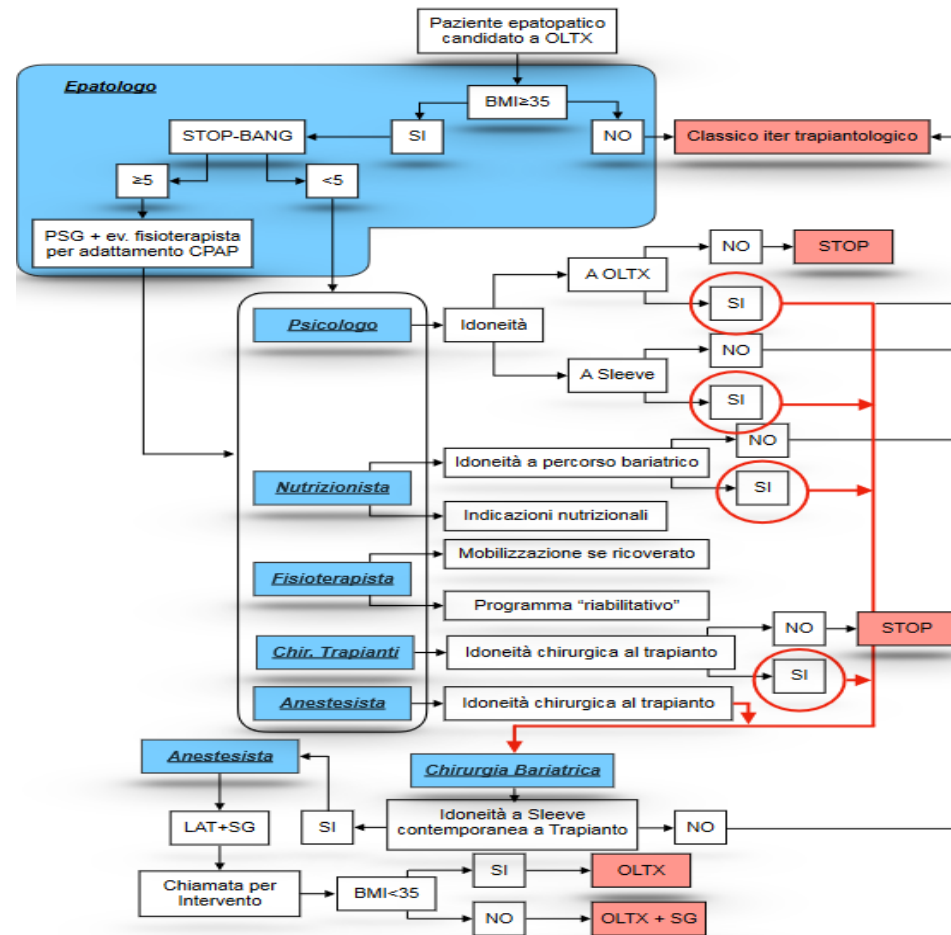 Paziente epatopatico
candidato a OLTX
Epatologo
BMI≥35
STOP-BANG
SI
NO
Classico iter trapiantologico
≥5
<5
PSG + ev. fisioterapista
per adattamento CPAP
NO
STOP
A OLTX
SI
Psicologo
Idoneità
NO
A Sleeve
SI
NO
Idoneità a percorso bariatrico
SI
Nutrizionista
Indicazioni nutrizionali
Mobilizzazione se ricoverato
Fisioterapista
Programma "riabilitativo"
NO
STOP
Chir. Trapianti
Idoneità chirurgica al trapianto
SI
Anestesista
Idoneità chirurgica al trapianto
Anestesista
Chirurgia Bariatrica
LAT+SG
SI
Idoneità a Sleeve
contemporanea a Trapianto
NO
Chiamata per
Intervento
BMI<35
SI
OLTX
NO
OLTX + SG